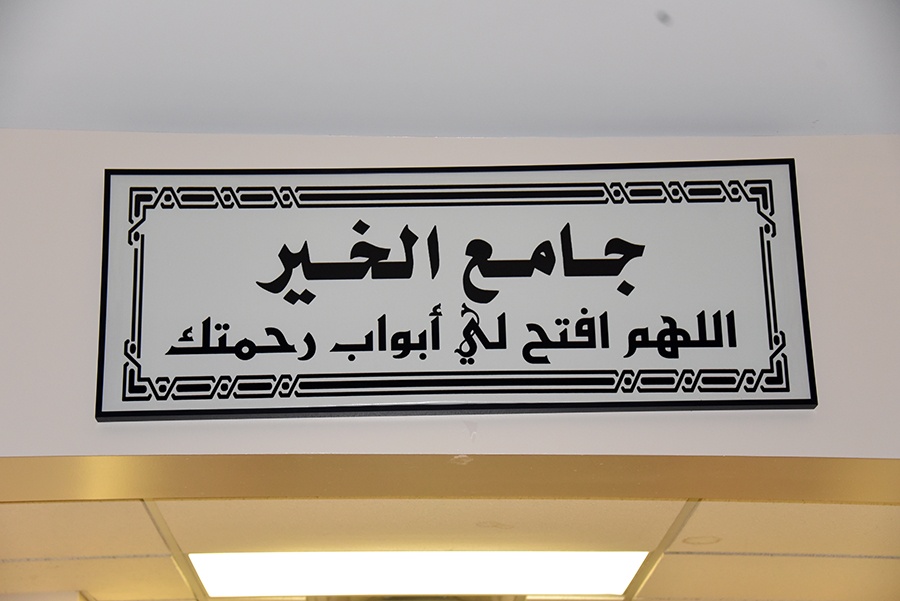 جامع الخير
اللهم افتح لي أبواب رحمتك